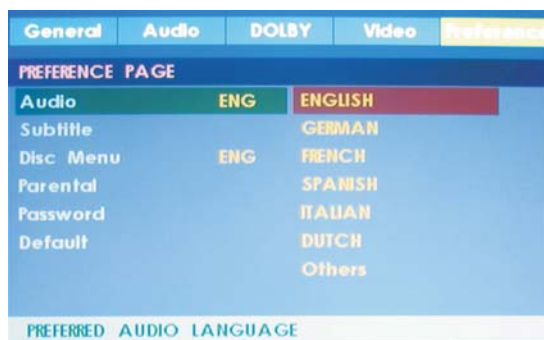 General Audio DOLBY Video Preference
PREFERENCE PAGE
Audio ENG ENGLISH
Subtitle GERMAN
Disc Menu ENG FRENCH
Parental SPANISH
Password ITALIAN
Default DUTCH
Others
PREFERRED AUDIO LANGUAGE